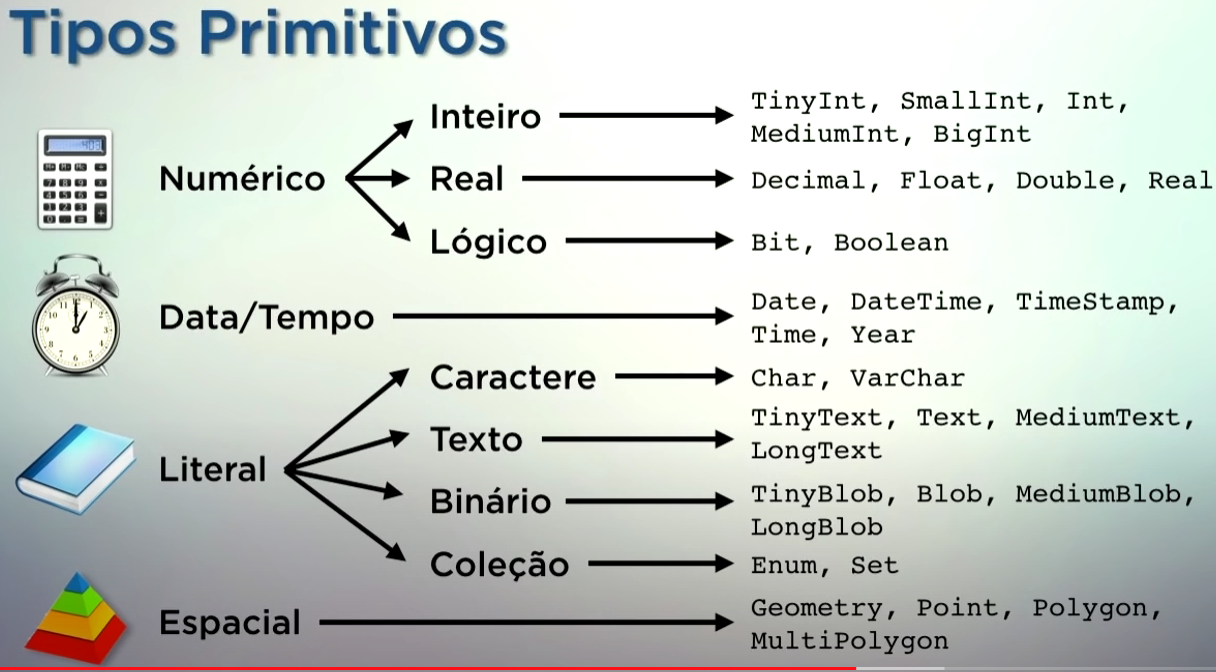 Tipos Primitivos
Numérico
Inteiro
TinyInt, SmallInt, Int,
MediumInt, BigInt
Real
Decimal, Float, Double, Real
Lógico
Bit, Boolean
Data/Tempo
Date, DateTime, TimeStamp,
Time, Year
Literal
Caractere
Char, VarChar
Texto
TinyText, Text, MediumText,
LongText
Binário
TinyBlob, Blob, MediumBlob,
LongBlob
Coleção
Enum, Set
Espacial
Geometry, Point, Polygon,
MultiPolygon